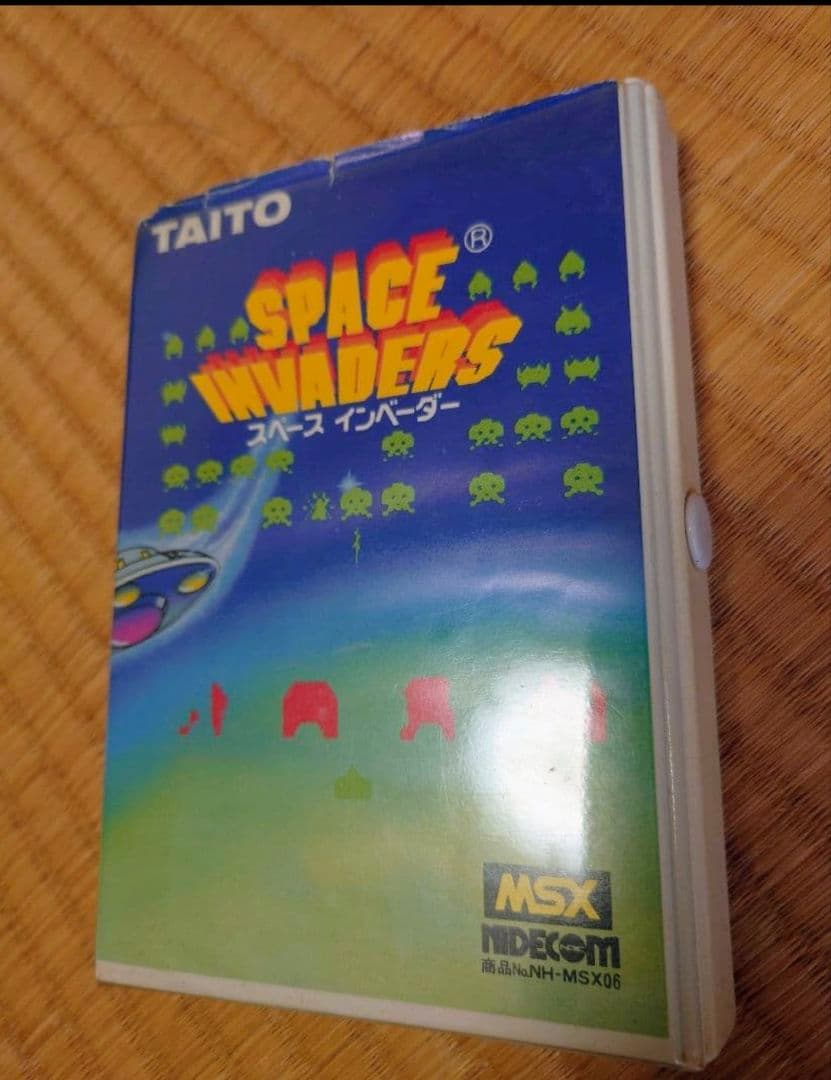 TAITO
SPACE ®
INVADERS
スペース インベーダー
MSX
NIDECOM
商品No.NH-MSX06